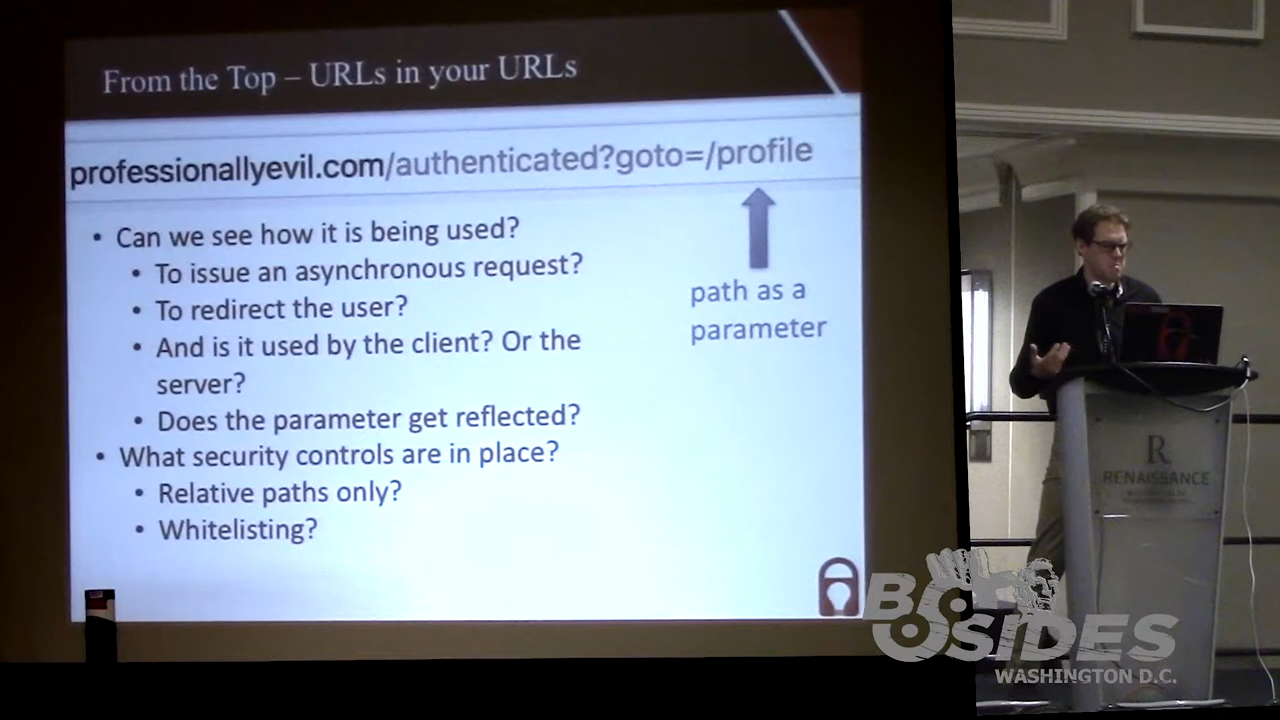 From the Top – URLs in your URLs
professionallyevil.com/authenticated?goto=/profile
• Can we see how it is being used?
• To issue an asynchronous request?
• To redirect the user?
• And is it used by the client? Or the
server?
• Does the parameter get reflected?
• What security controls are in place?
• Relative paths only?
• Whitelisting?
path as a
parameter
R
RENAISSANCE
BSIDES
WASHINGTON D.C.